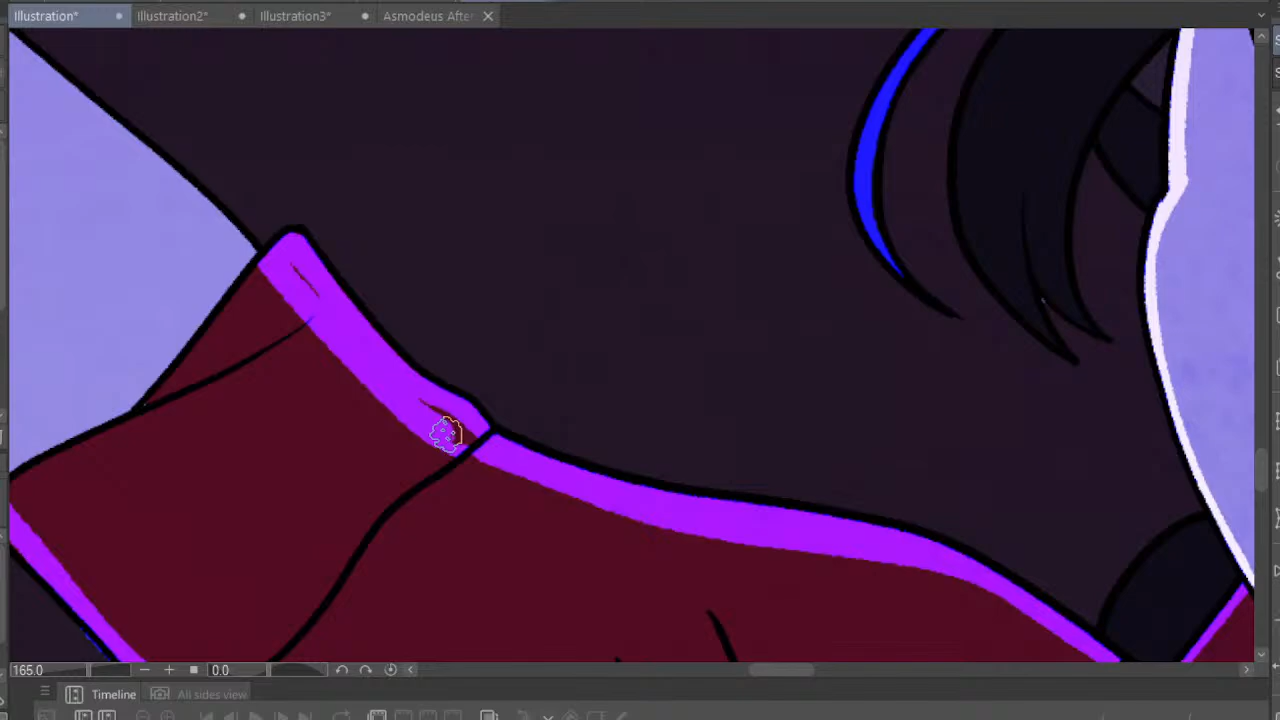 Illustration* Illustration2* Illustration3* Asmodeus After
165.0 0.0
Timeline All sides view